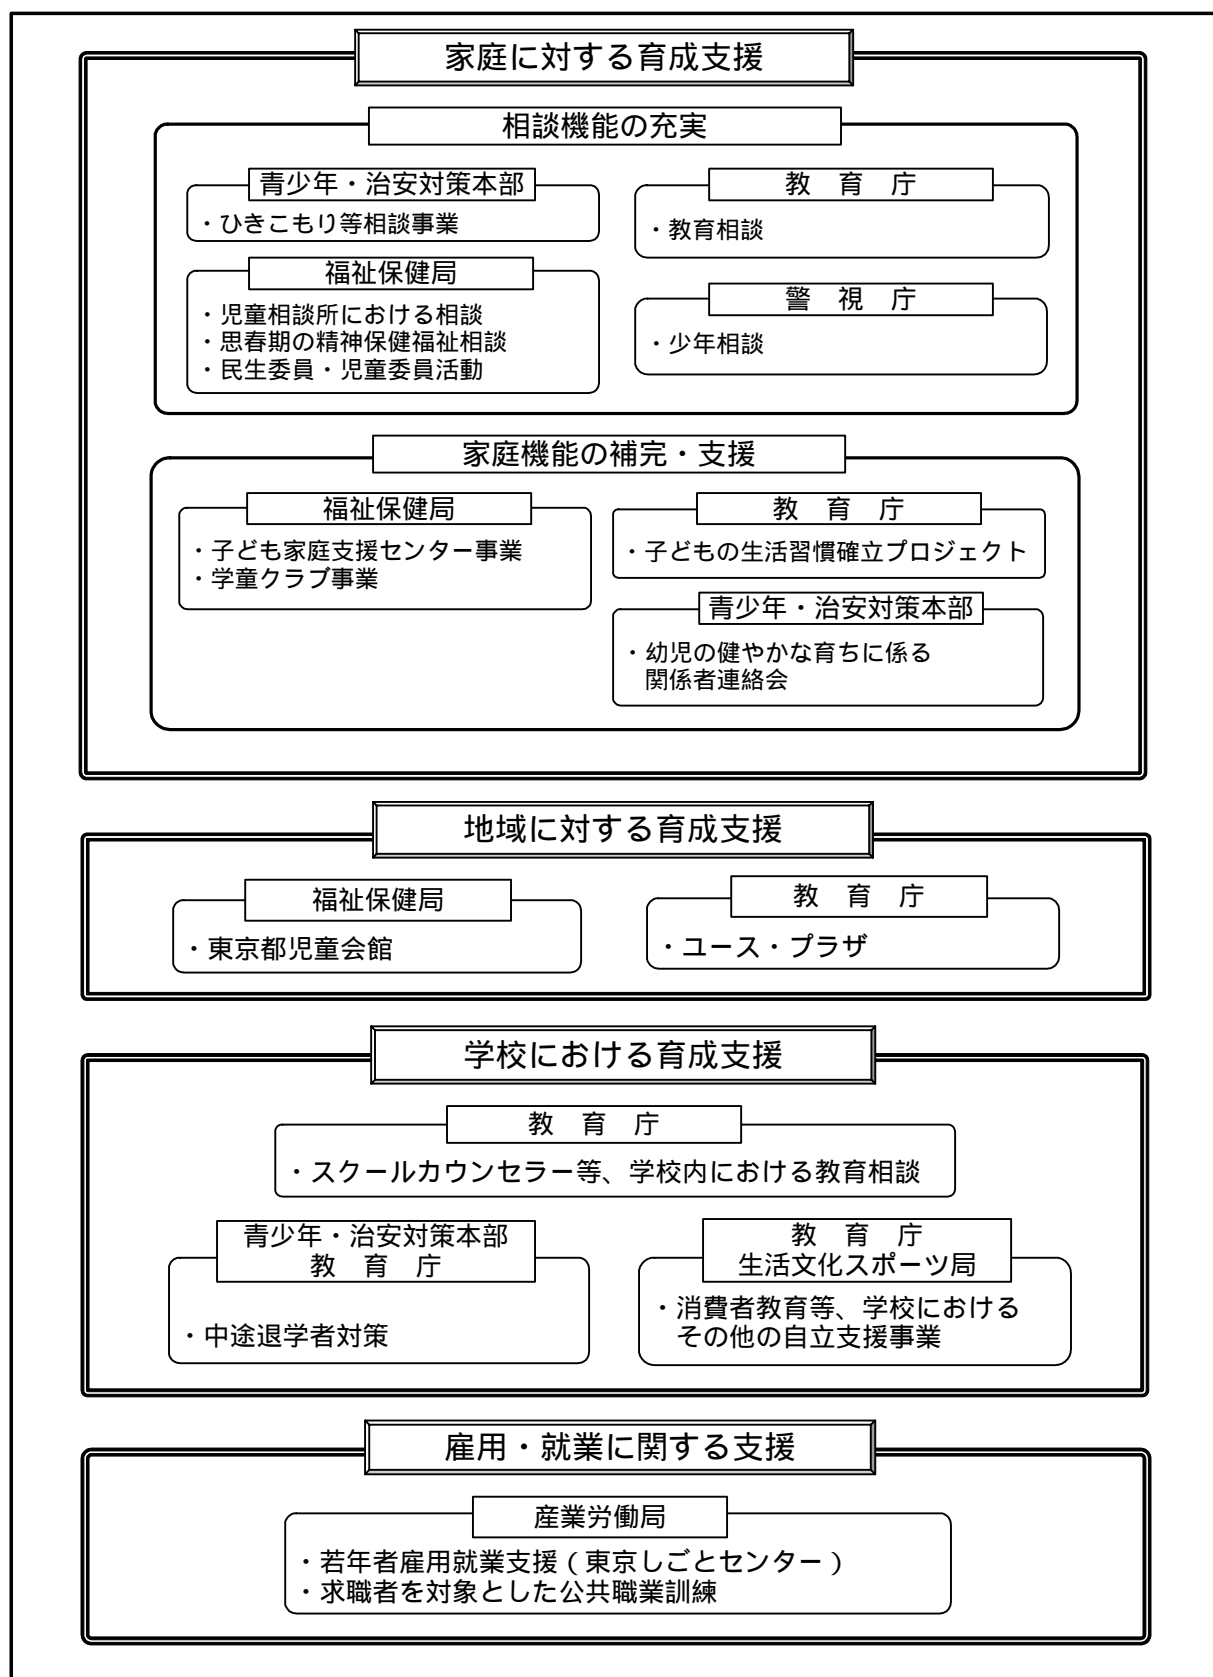 家庭に対する育成支援
相談機能の充実
青少年・治安対策本部
・ひきこもり等相談事業
教　育　庁
・教育相談
福祉保健局
・児童相談所における相談
・思春期の精神保健福祉相談
・民生委員・児童委員活動
警　視　庁
・少年相談
家庭機能の補完・支援
福祉保健局
・子ども家庭支援センター事業
・学童クラブ事業
教　育　庁
・子どもの生活習慣確立プロジェクト
青少年・治安対策本部
・幼児の健やかな育ちに係る
関係者連絡会
地域に対する育成支援
福祉保健局
・東京都児童会館
教　育　庁
・ユース・プラザ
学校における育成支援
教　育　庁
・スクールカウンセラー等、学校内における教育相談
青少年・治安対策本部
教　育　庁
・中途退学者対策
教　育　庁
生活文化スポーツ局
・消費者教育等、学校における
その他の自立支援事業
雇用・就業に関する支援
産業労働局
・若年者雇用就業支援（東京しごとセンター）
・求職者を対象とした公共職業訓練